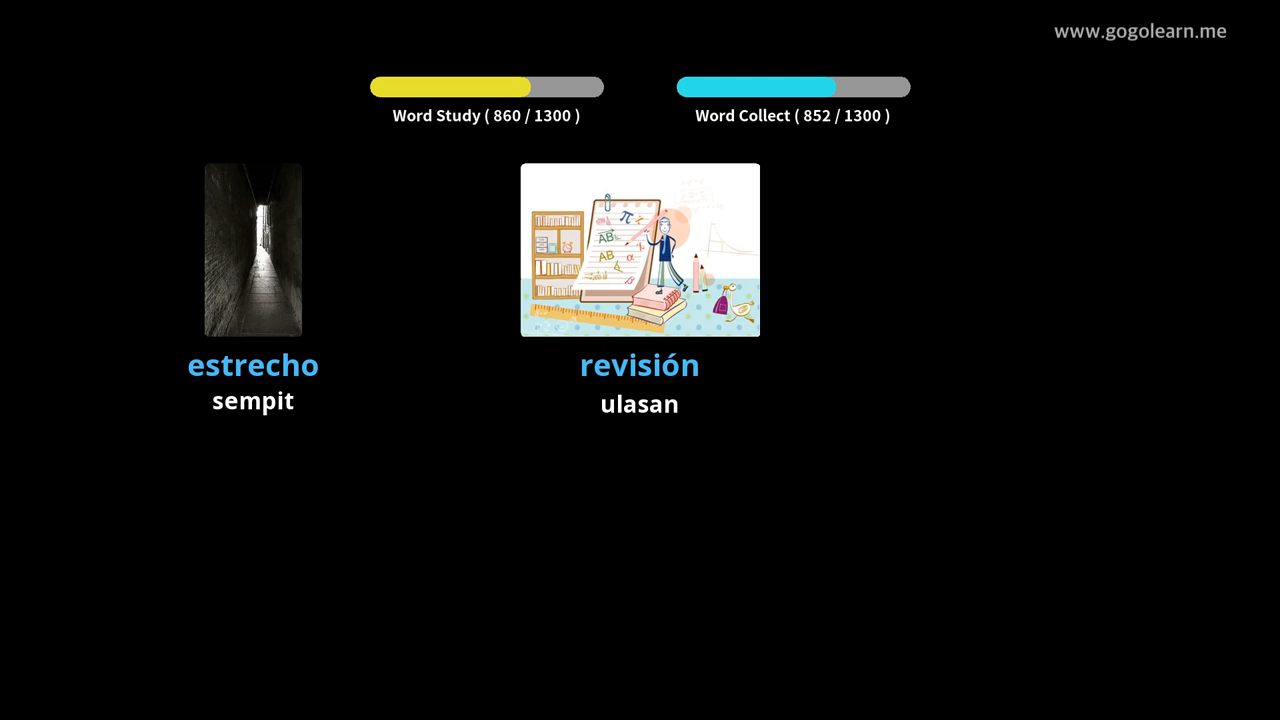 www.gogolearn.me
Word Study ( 860 / 1300 )
Word Collect ( 852 / 1300 )
estrecho
sempit
revisión
ulasan